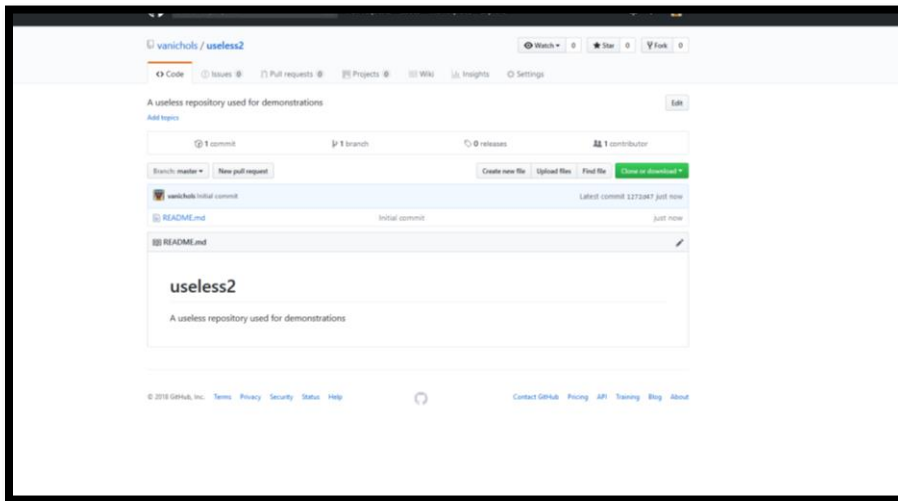 vanichols / useless2
Watch 0 Star 0 Fork 0
Code Issues 0 Pull requests 0 Projects 0 Wiki Insights Settings
A useless repository used for demonstrations Edit
Add topics
1 commit 1 branch 0 releases 1 contributor
Branch: master New pull request Create new file Upload files Find file Clone or download
vanichols Initial commit Latest commit just now
README.md Initial commit just now
README.md
useless2
A useless repository used for demonstrations
© 2018 GitHub, Inc. Terms Privacy Security Status Help Contact GitHub Pricing API Training Blog About